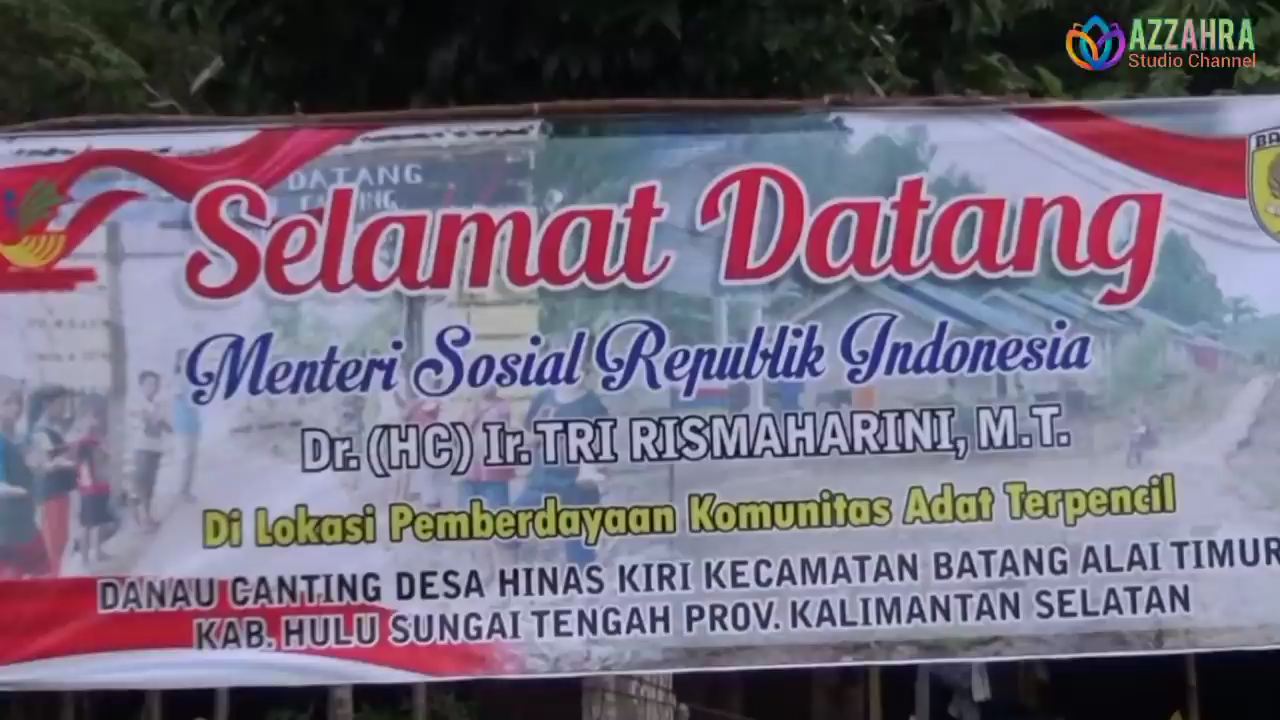 AZZAHRA
Studio Channel
DATANG
Selamat Datang
Menteri Sosial Republik Indonesia
Dr. (HC) Ir. TRI RISMAHARINI, M.T.
Di Lokasi Pemberdayaan Komunitas Adat Terpencil
DANAU CANTING DESA HINAS KIRI KECAMATAN BATANG ALAI TIMUR
KAB. HULU SUNGAI TENGAH PROV. KALIMANTAN SELATAN